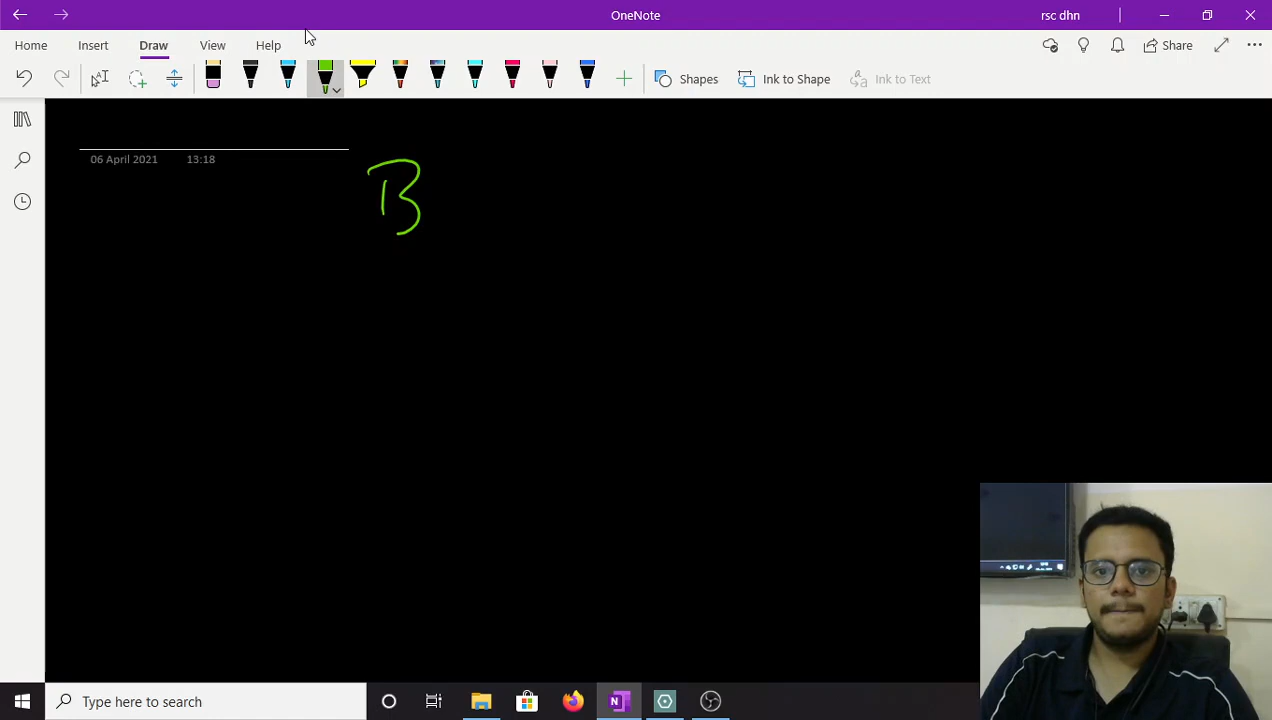 OneNote
rsc dhn
Home Insert Draw View Help
Share
Shapes Ink to Shape Ink to Text
06 April 2021 13:18
B
Type here to search